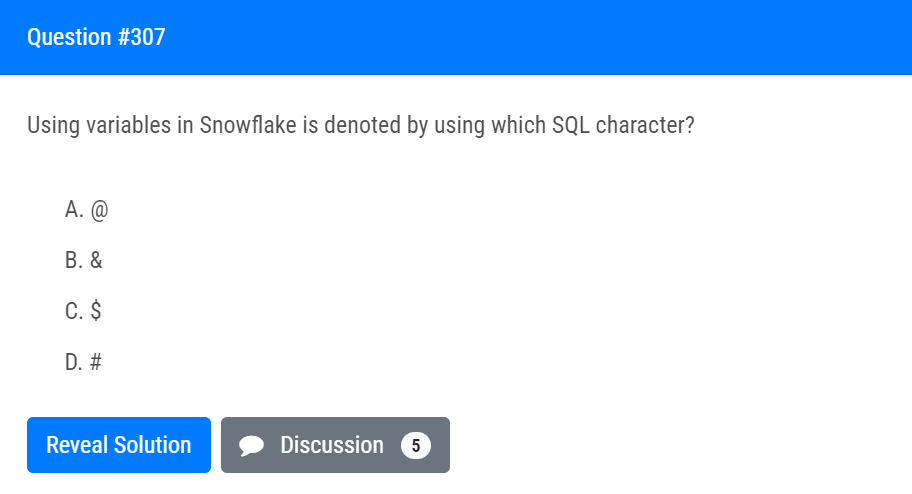 Question #307
Using variables in Snowflake is denoted by using which SQL character?
A. @
B. &
C. $
D. #
Reveal Solution Discussion 5